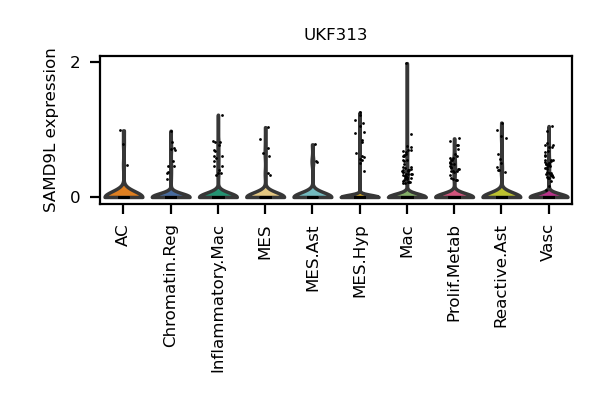 UKF313
SAMD9L expression
2
0
AC
Chromatin.Reg
Inflammatory.Mac
MES
MES.Ast
MES.Hyp
Mac
Prolif.Metab
Reactive.Ast
Vasc